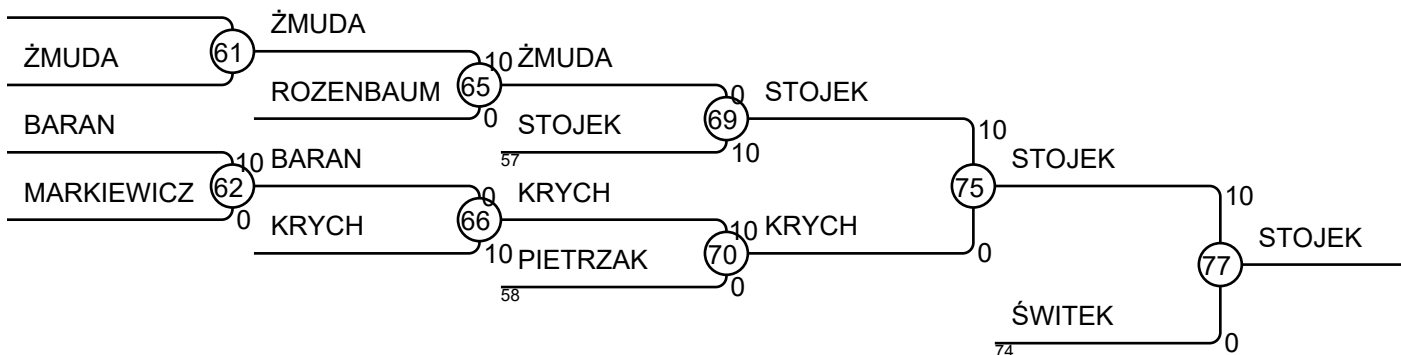 ŻMUDA
61
ŻMUDA
10
ŻMUDA
ROZENBAUM
65
0
0
STOJEK
BARAN
STOJEK
69
10
10
57
STOJEK
10
BARAN
MARKIEWICZ
62
0
0
KRYCH
75
10
KRYCH
66
10
KRYCH
STOJEK
10
PIETRZAK
70
0
0
77
58
ŚWITEK
74
0